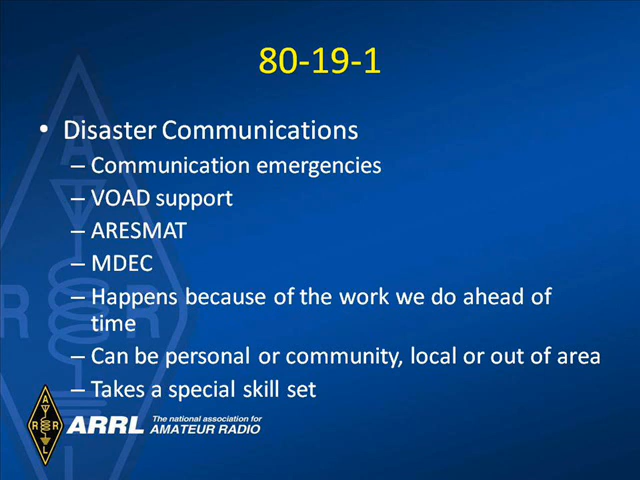 80-19-1
• Disaster Communications
– Communication emergencies
– VOAD support
– ARESMAT
– MDEC
– Happens because of the work we do ahead of
time
– Can be personal or community, local or out of area
– Takes a special skill set
A
R R
L
ARRL The national association for
AMATEUR RADIO